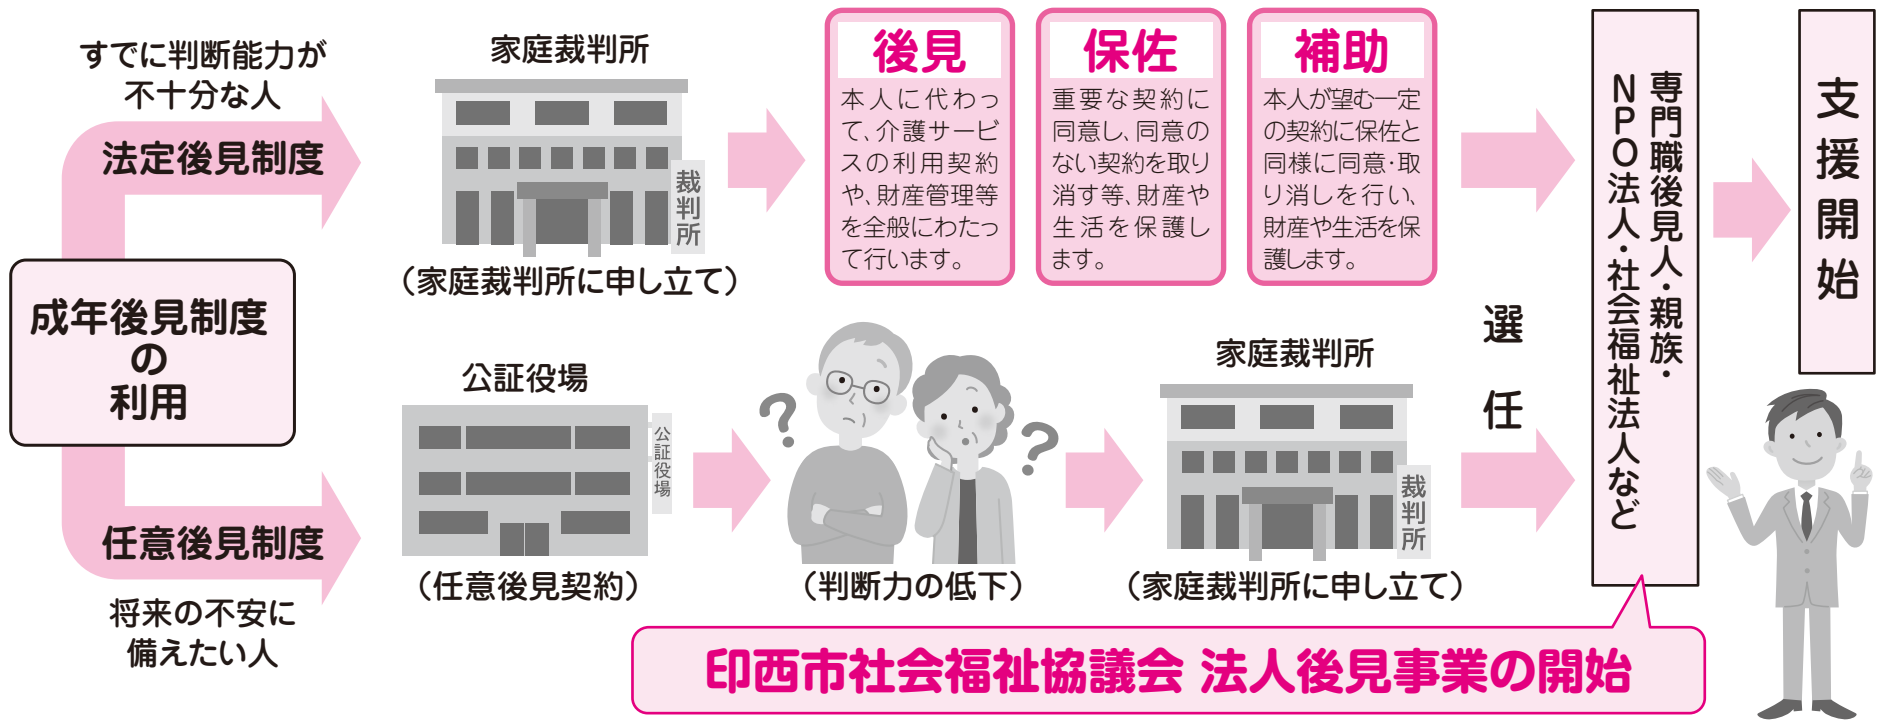 成年後見制度
の
利用
すでに判断能力が
不十分な人
法定後見制度
家庭裁判所
裁判所
（家庭裁判所に申し立て）
後見
本人に代わっ
て、介護サービ
スの利用契約
や、財産管理等
を全般にわたっ
て行います。
保佐
重要な契約に
同意し、同意の
ない契約を取り
消す等、財産や
生活を保護し
ます。
補助
本人が望む一定
の契約に保佐と
同様に同意・取
り消しを行い、
財産や生活を保
護します。
任意後見制度
将来の不安に
備えたい人
公証役場
公証役場
（任意後見契約）
？
？
（判断力の低下）
家庭裁判所
裁判所
（家庭裁判所に申し立て）
選任
専門職後見人・親族・
ＮＰＯ法人・社会福祉法人など
支援開始
印西市社会福祉協議会 法人後見事業の開始